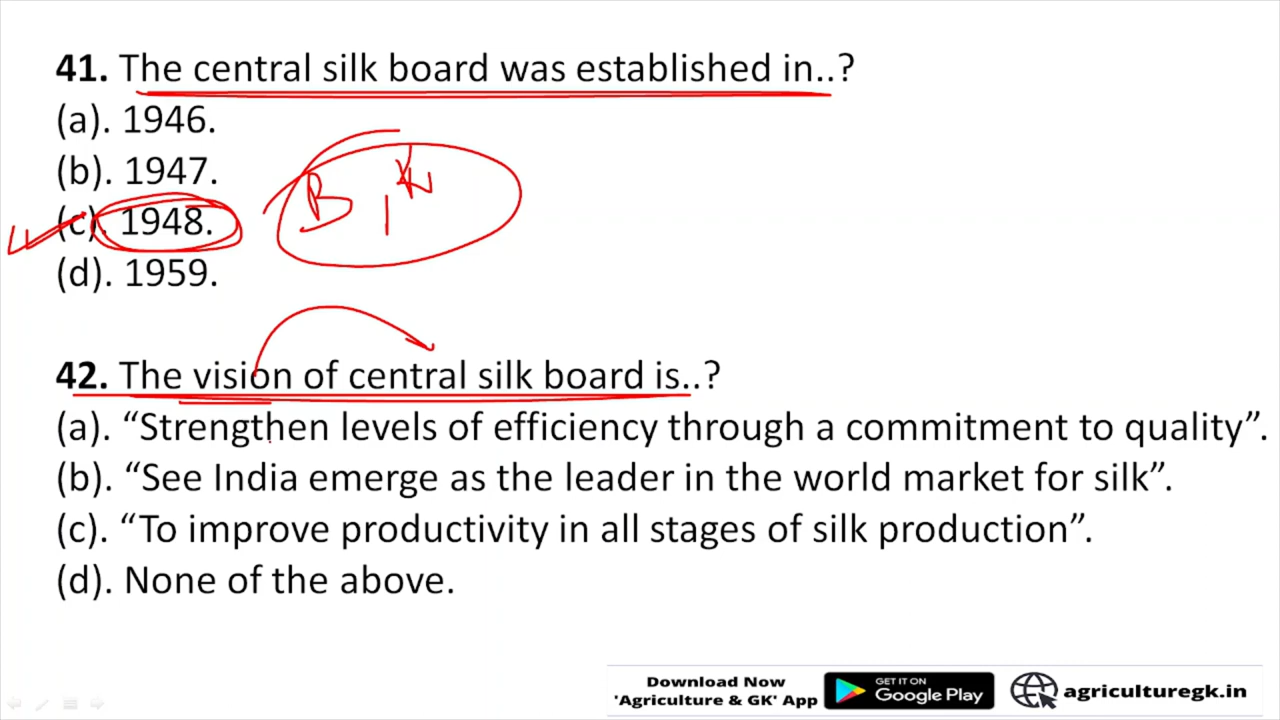 41. The central silk board was established in..?
(a). 1946.
(b). 1947.
(c). 1948.
(d). 1959.
42. The vision of central silk board is..?
(a). “Strengthen levels of efficiency through a commitment to quality”.
(b). “See India emerge as the leader in the world market for silk”.
(c). “To improve productivity in all stages of silk production”.
(d). None of the above.
Download Now
'Agriculture & GK' App
GET IT ON
Google Play
agriculturegk.in